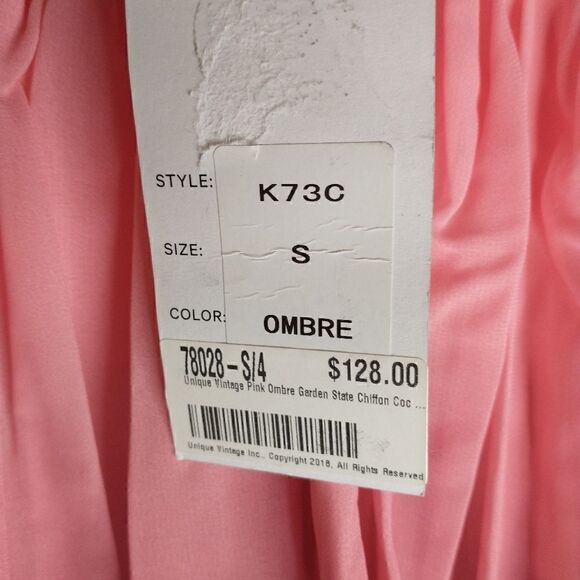 STYLE: K73C
SIZE: S
COLOR: OMBRE
78028-S/4 $128.00
Unique Vintage Pink Ombre Garden State Chiffon Coc ...
Unique Vintage Inc., Copyright 2018, All Rights Reserved